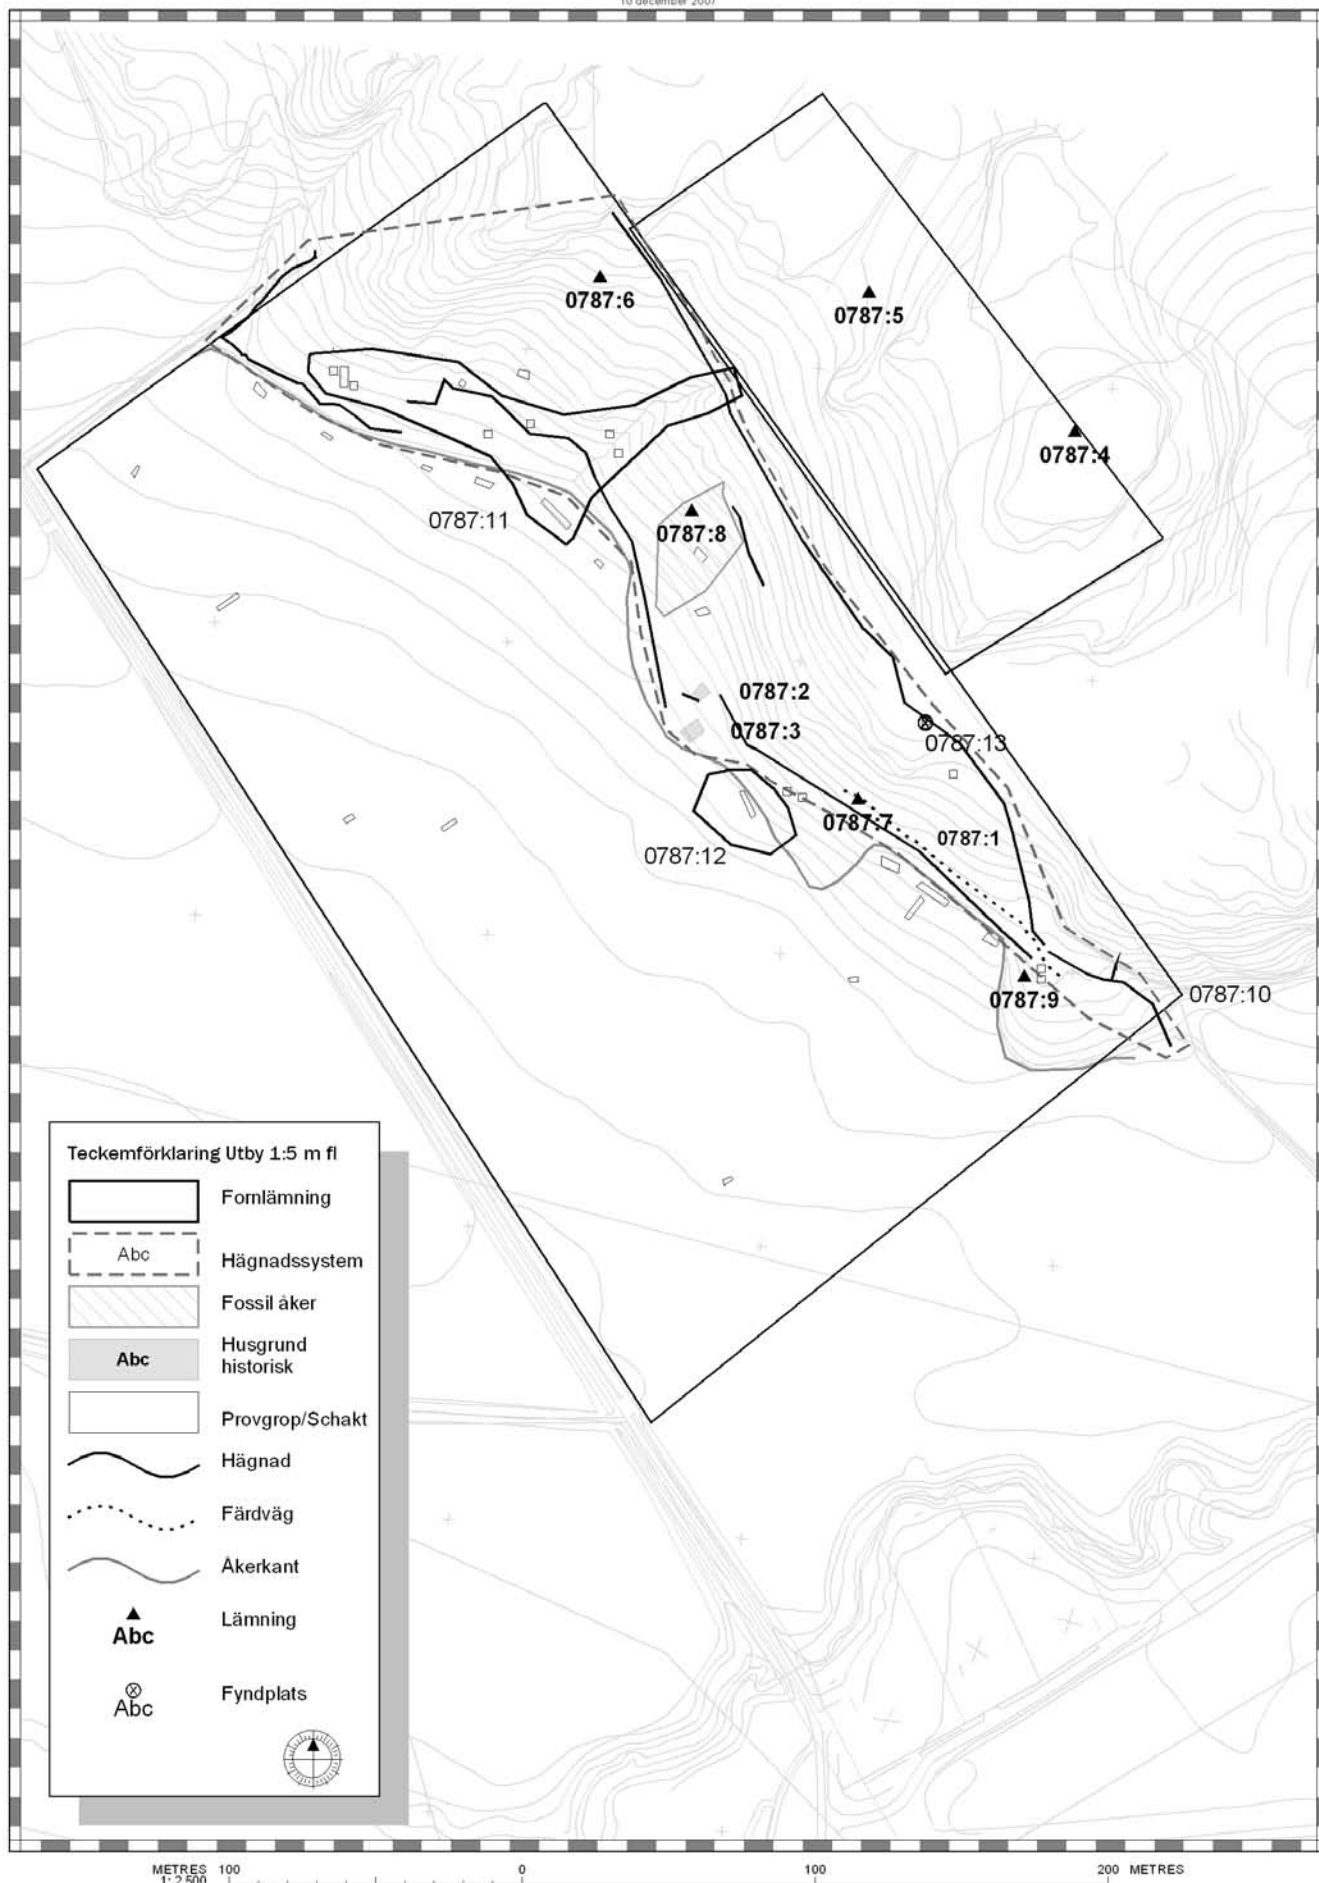 10 december 2007
0787:6
0787:5
0787:4
0787:11
0787:8
0787:2
0787:3
0787:13
0787:7
0787:1
0787:12
0787:9
0787:10
Teckemförklaring Utby 1:5 m fl
Fornlämning
Abc
Hägnadssystem
Fossil åker
Abc
Husgrund
historisk
Provgrop/Schakt
Hägnad
Färdväg
Åkerkant
Abc
Lämning
Abc
Fyndplats
METRES 100 0 100 200 METRES
1: 2 500